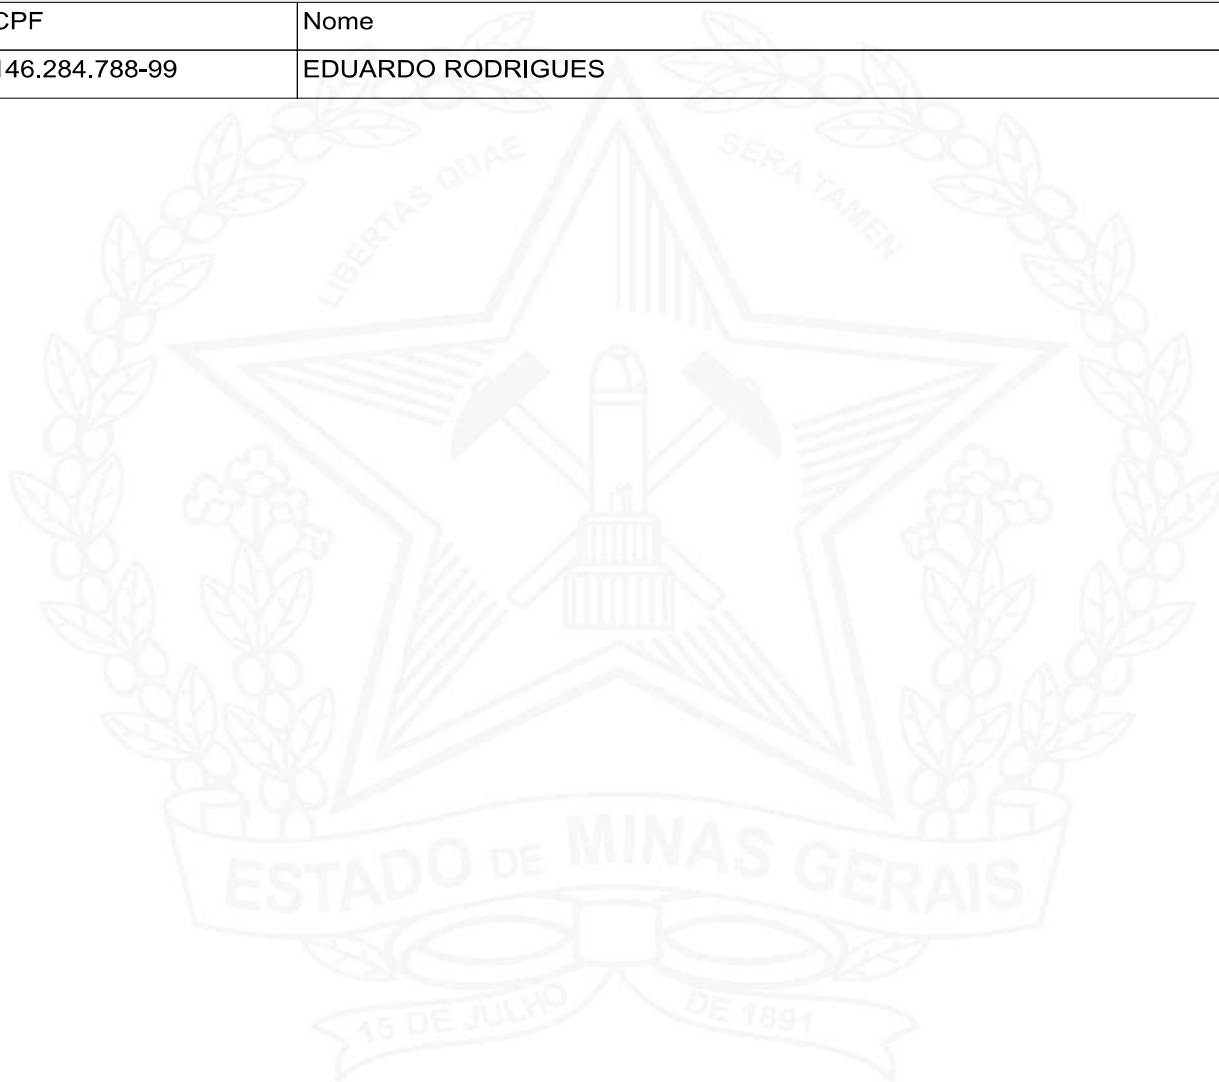 CPF Nome
146.284.788-99 EDUARDO RODRIGUES
LIBERTAS QUAE SERA TAMEN
ESTADO DE MINAS GERAIS
15 DE JULHO DE 1891